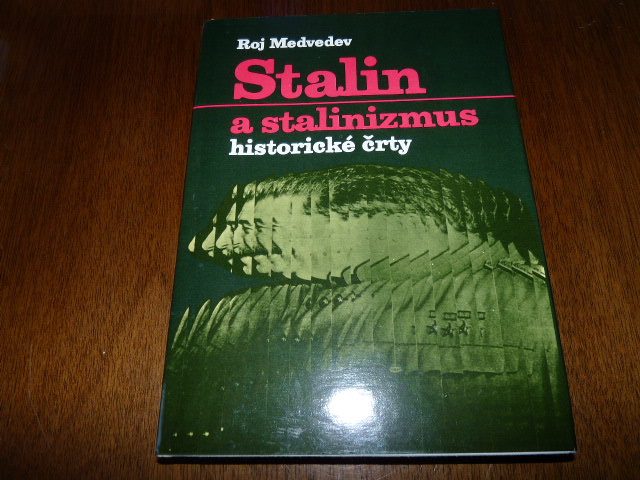 Roj Medvedev
Stalin
a stalinizmus
historické črty